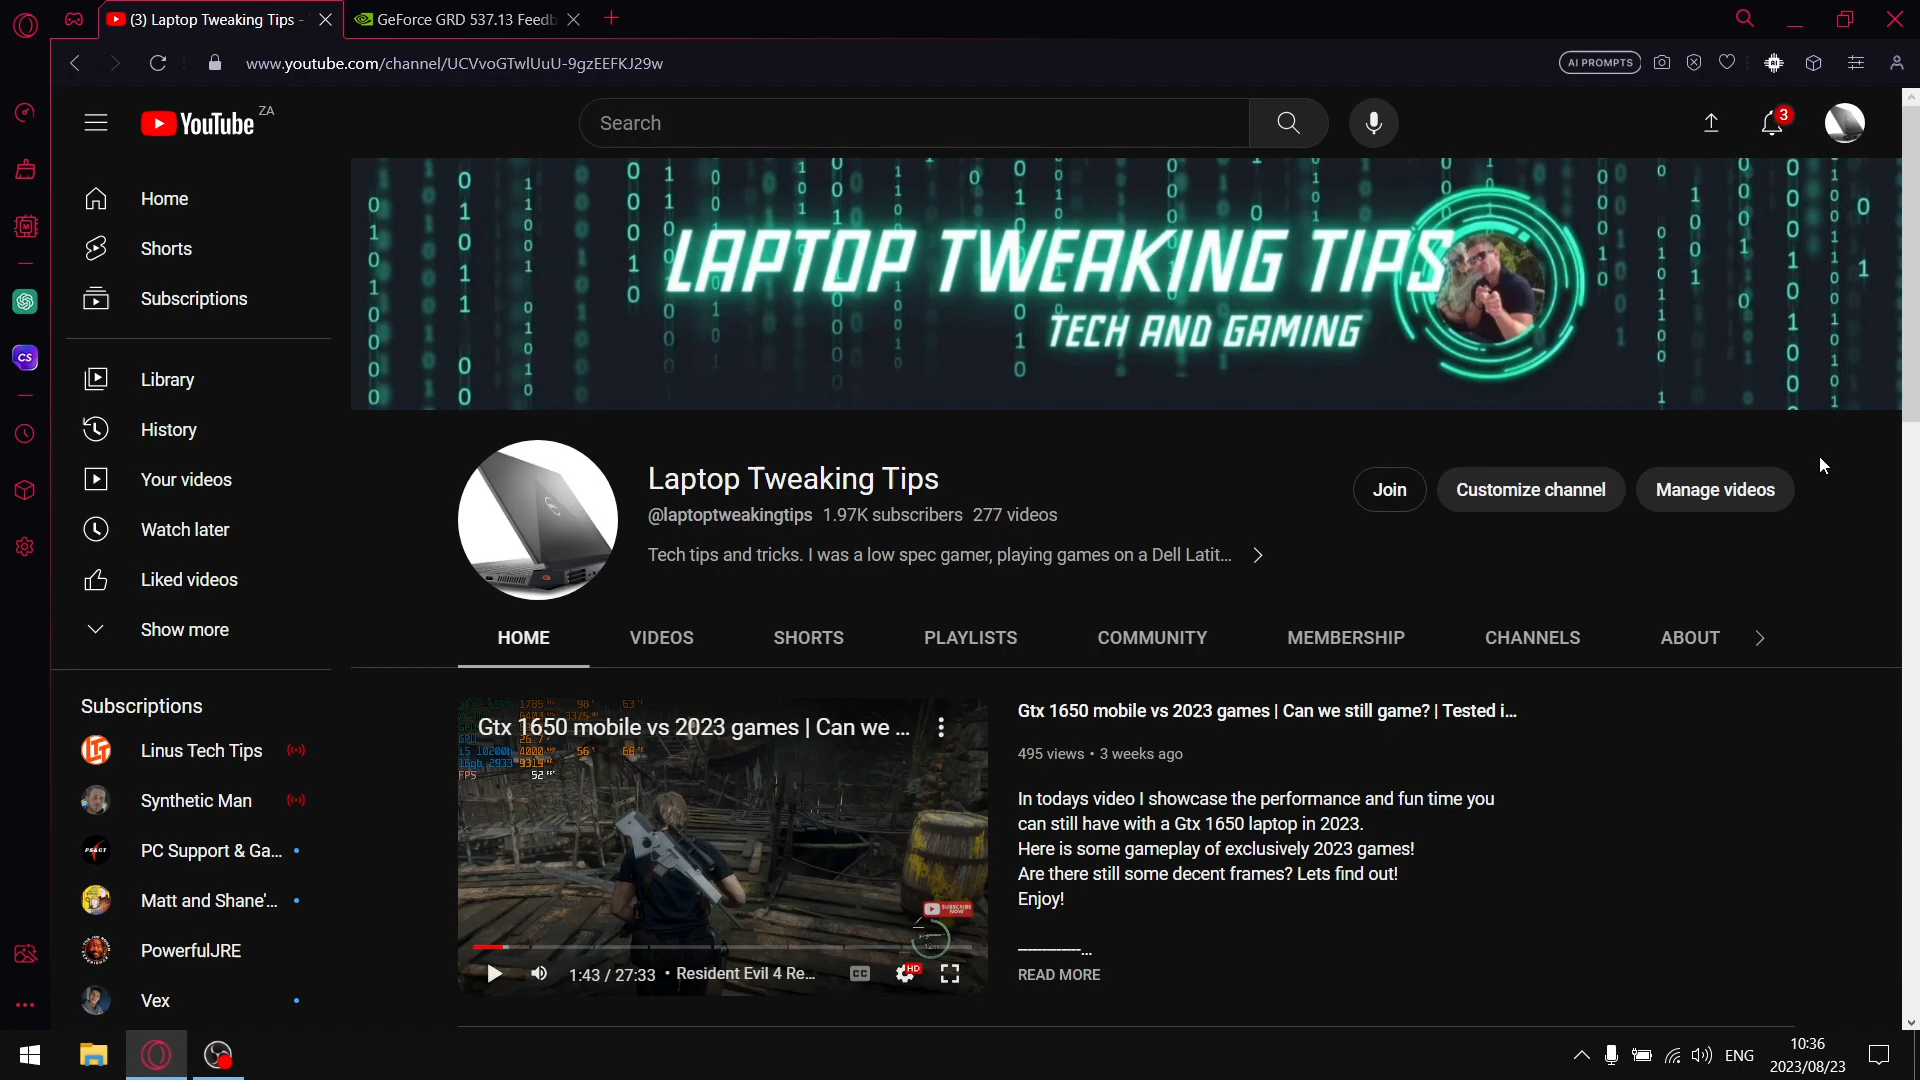 (3) Laptop Tweaking Tips -
GeForce GRD 537.13 Feedb
www.youtube.com/channel/UCVvoGTwlUuU-9gzEEFKJ29w
AI PROMPTS
YouTube
ZA
Search
3
Home
Shorts
Subscriptions
Library
History
Your videos
Watch later
Liked videos
Show more
Subscriptions
Linus Tech Tips
Synthetic Man
PC Support & Ga...
Matt and Shane'...
PowerfulJRE
Vex
CS
LAPTOP TWEAKING TIPS
TECH AND GAMING
Laptop Tweaking Tips
@laptoptweakingtips 1.97K subscribers 277 videos
Tech tips and tricks. I was a low spec gamer, playing games on a Dell Latit...
Join
Customize channel
Manage videos
HOME
VIDEOS
SHORTS
PLAYLISTS
COMMUNITY
MEMBERSHIP
CHANNELS
ABOUT
Gtx 1650 mobile vs 2023 games | Can we ...
SUBSCRIBE
NOW
1:43 / 27:33 • Resident Evil 4 Re...
CC
HD
Gtx 1650 mobile vs 2023 games | Can we still game? | Tested i...
495 views • 3 weeks ago
In todays video I showcase the performance and fun time you
can still have with a Gtx 1650 laptop in 2023.
Here is some gameplay of exclusively 2023 games!
Are there still some decent frames? Lets find out!
Enjoy!
--------------...
READ MORE
ENG
10:36
2023/08/23